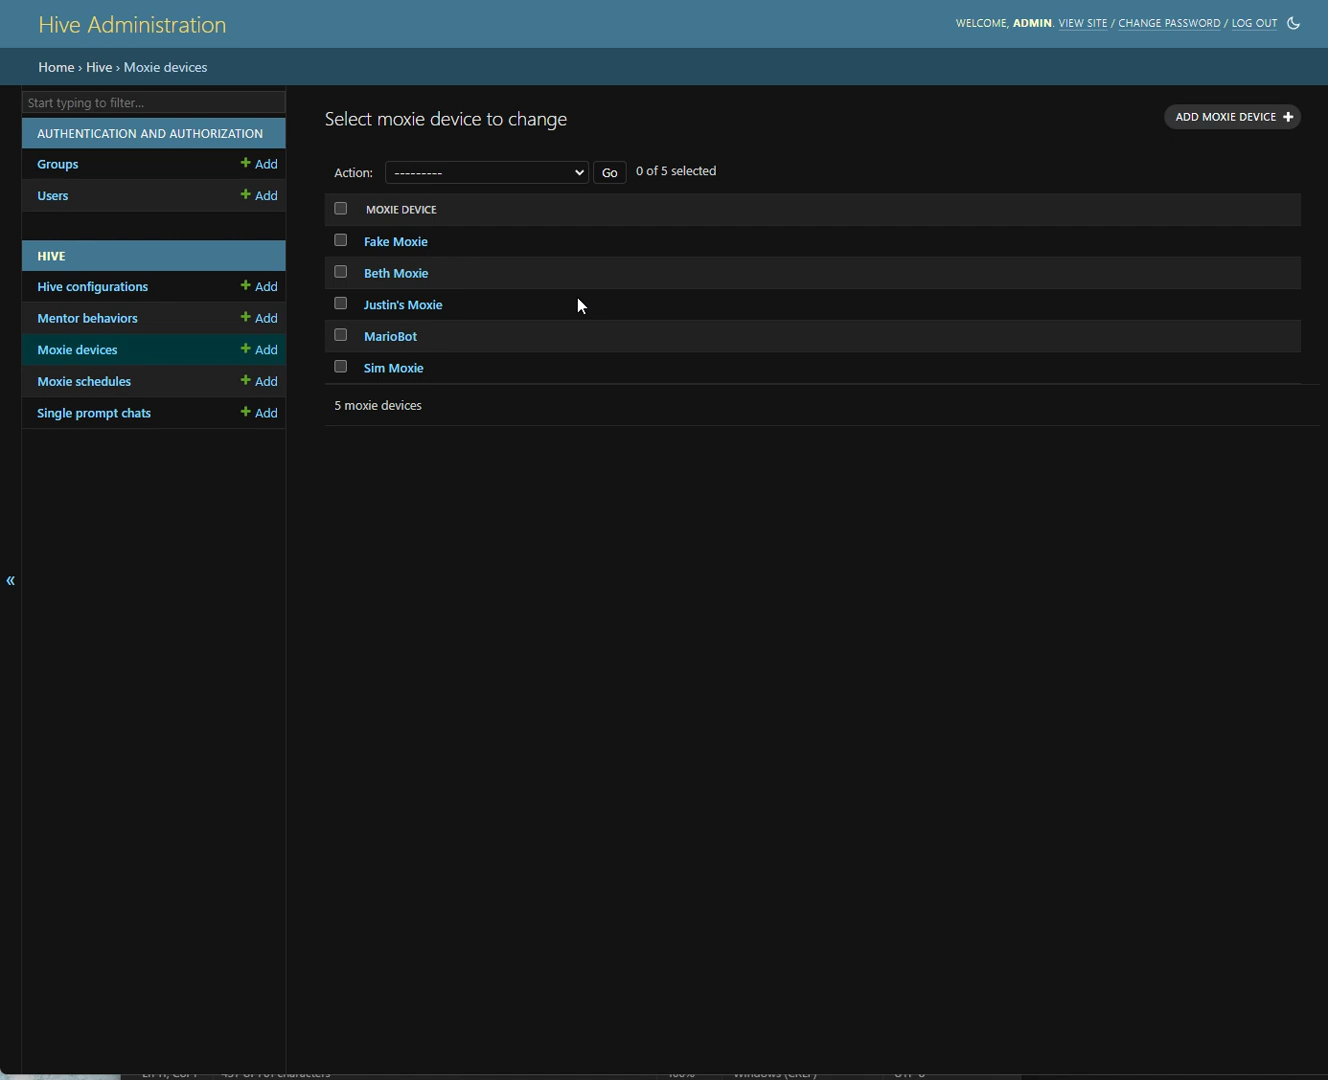 Hive Administration
WELCOME, ADMIN. VIEW SITE / CHANGE PASSWORD / LOG OUT
Home › Hive › Moxie devices
Start typing to filter...
AUTHENTICATION AND AUTHORIZATION
Groups + Add
Users + Add
HIVE
Hive configurations + Add
Mentor behaviors + Add
Moxie devices + Add
Moxie schedules + Add
Single prompt chats + Add
«
Select moxie device to change
ADD MOXIE DEVICE +
Action: --------- Go 0 of 5 selected
MOXIE DEVICE
Fake Moxie
Beth Moxie
Justin's Moxie
MarioBot
Sim Moxie
5 moxie devices